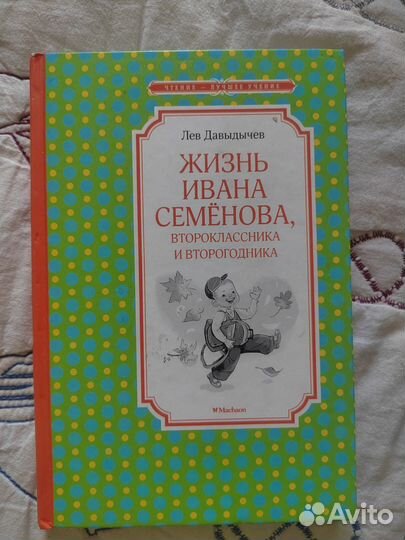 ЧТЕНИЕ – ЛУЧШЕЕ УЧЕНИЕ
Лев Давыдычев
ЖИЗНЬ
ИВАНА
СЕМЁНОВА,
ВТОРОКЛАССНИКА
И ВТОРОГОДНИКА
Machaon
Avito